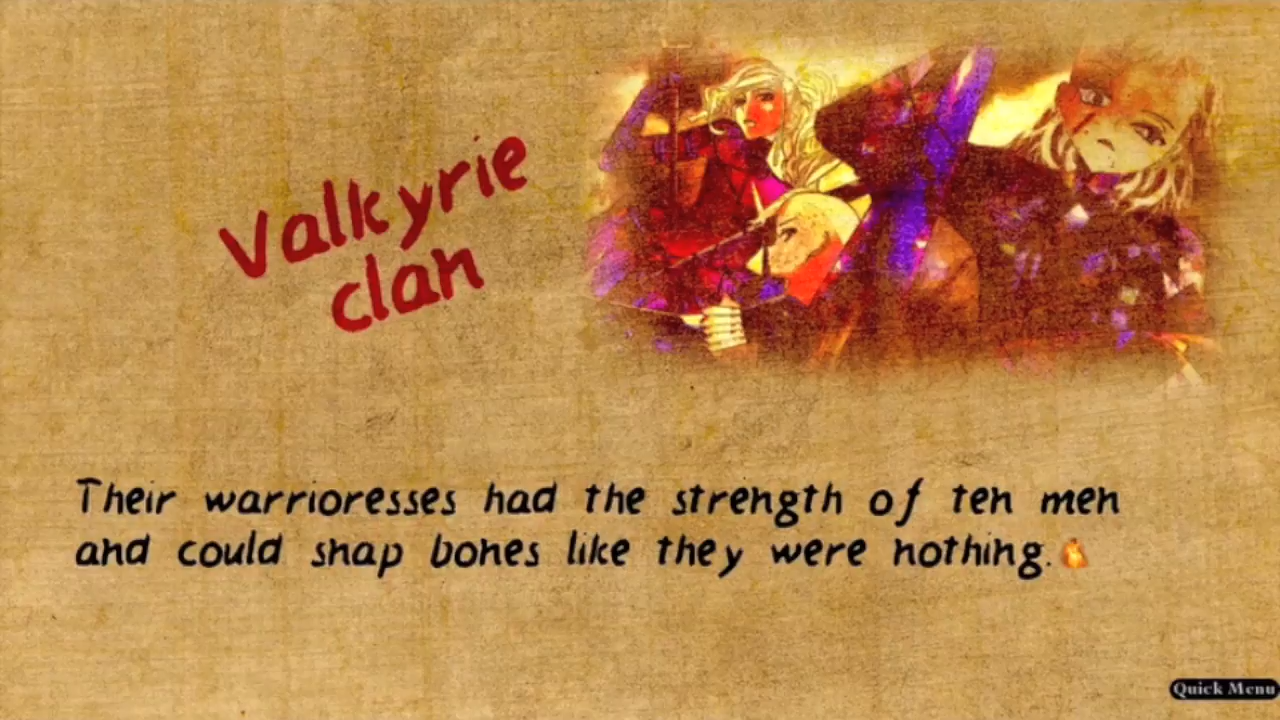 Valkyrie
clan
Their warrioresses had the strength of ten men
and could snap bones like they were nothing.
Quick Menu